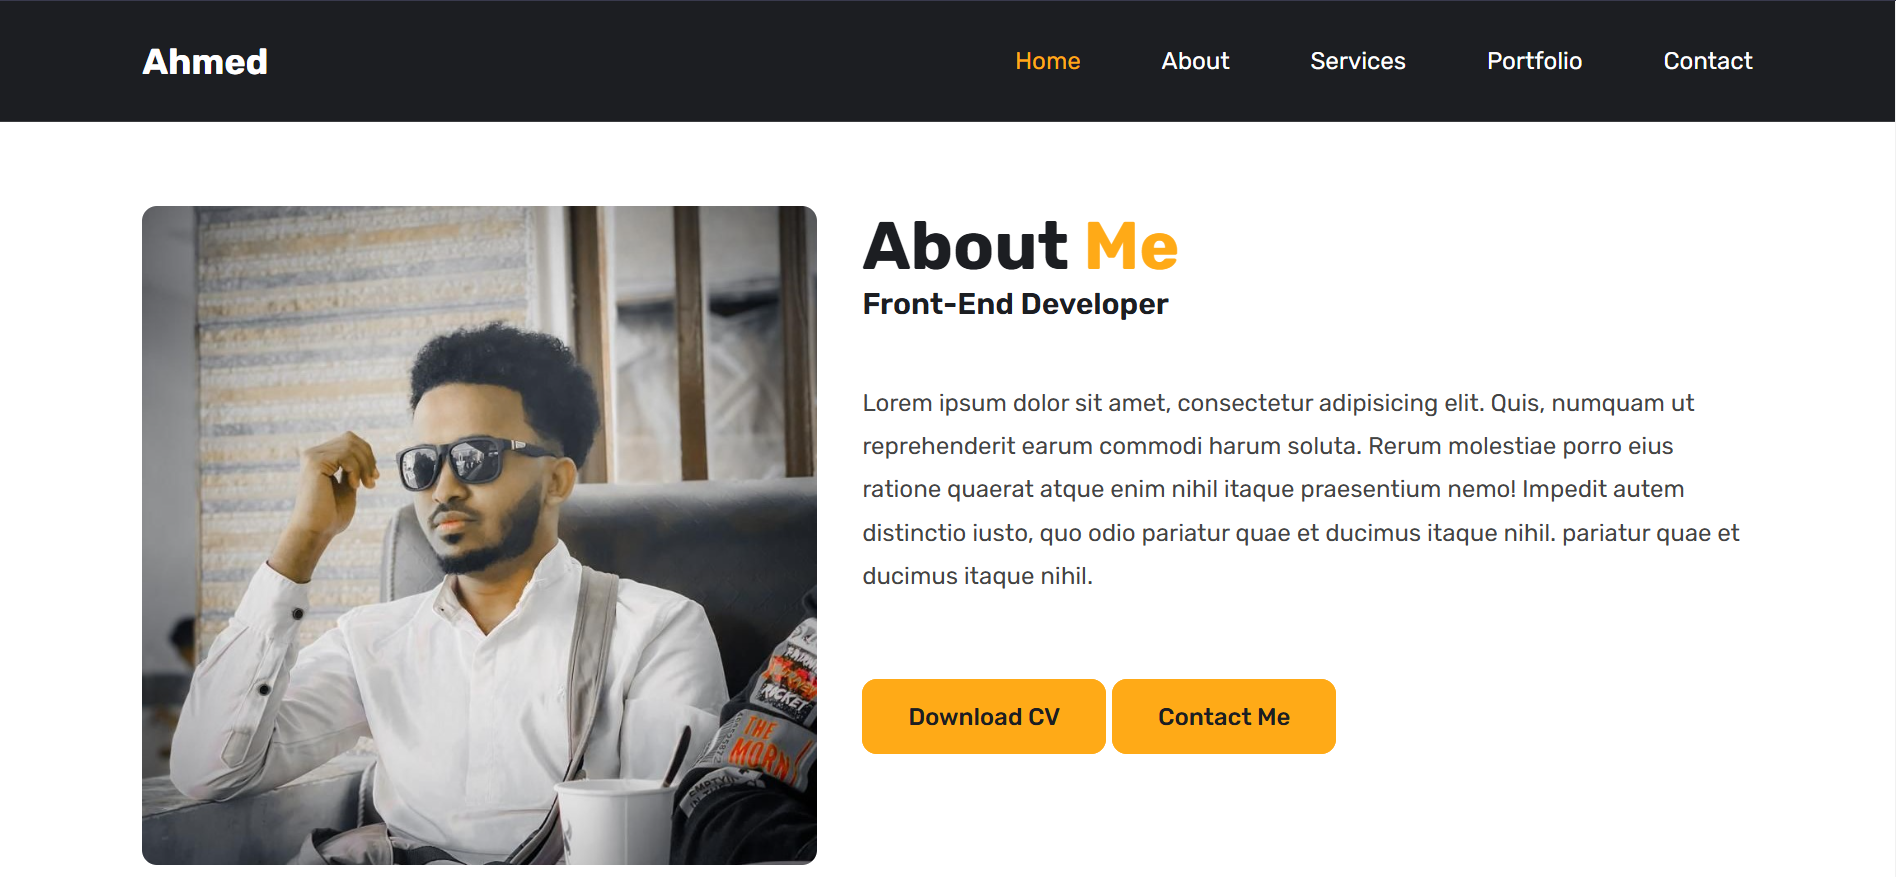 Ahmed
Home About Services Portfolio Contact
About Me
Front-End Developer
Lorem ipsum dolor sit amet, consectetur adipisicing elit. Quis, numquam ut
reprehenderit earum commodi harum soluta. Rerum molestiae porro eius
ratione quaerat atque enim nihil itaque praesentium nemo! Impedit autem
distinctio iusto, quo odio pariatur quae et ducimus itaque nihil. pariatur quae et
ducimus itaque nihil.
Download CV Contact Me
THE